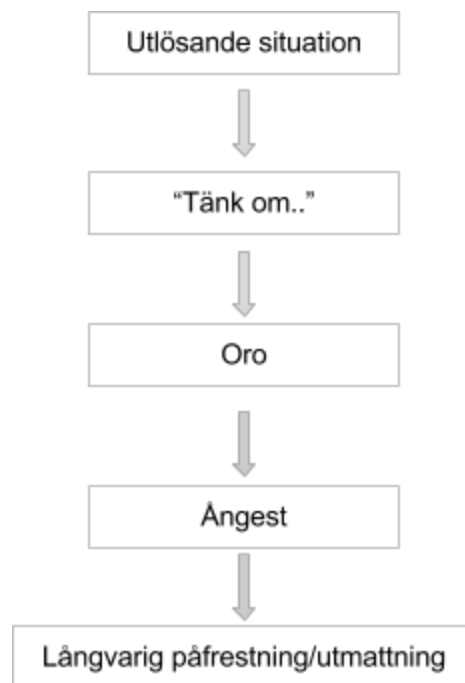 Utlösande situation
“Tänk om..”
Oro
Ångest
Långvarig påfrestning/utmattning